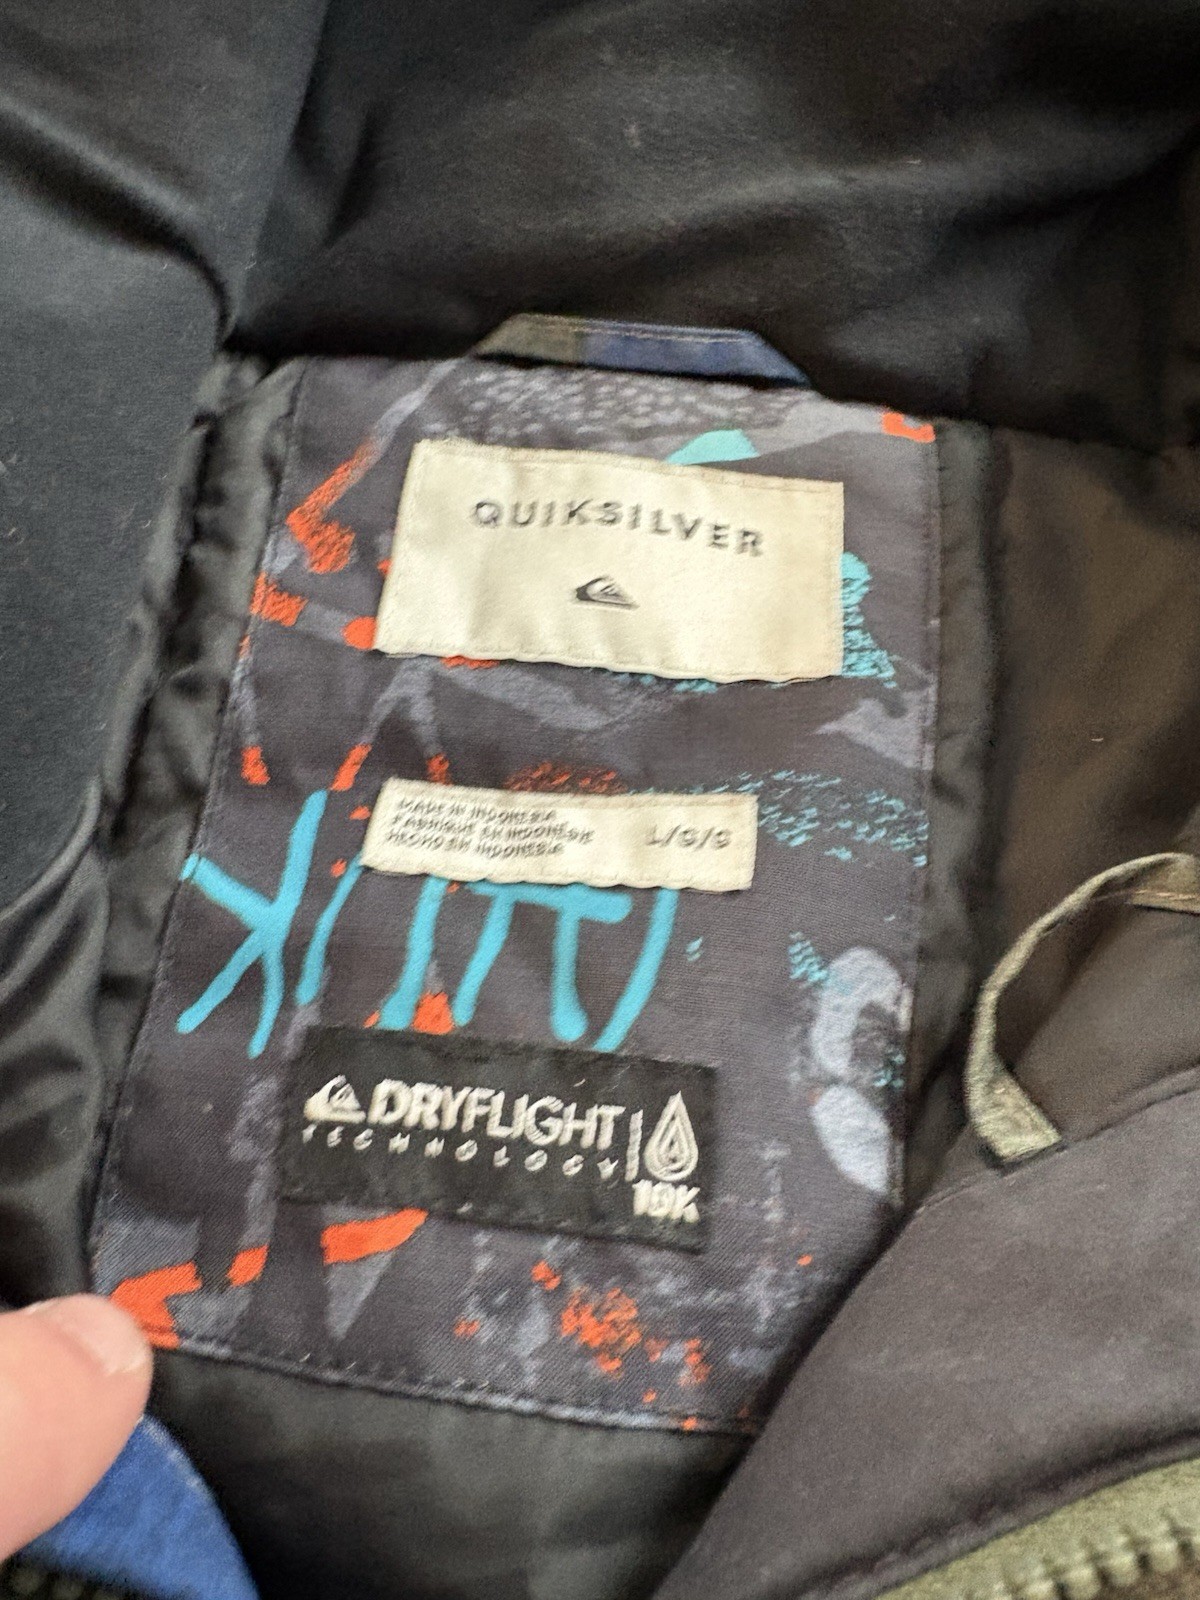 QUIKSILVER
MADE IN INDONESIA
FABRIQUÉ EN INDONÉSIE
HECHO EN INDONESIA
L/G/G
DRYFLIGHT
TECHNOLOGY
10K